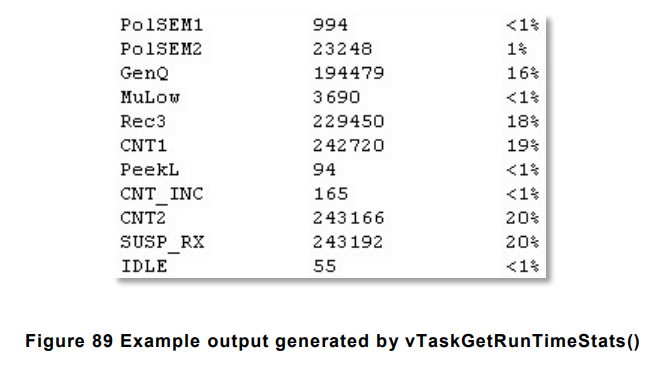 PolSEM1 994 <1%
PolSEM2 23248 1%
GenQ 194479 16%
MuLow 3690 <1%
Rec3 229450 18%
CNT1 242720 19%
PeekL 94 <1%
CNT_INC 165 <1%
CNT2 243166 20%
SUSP_RX 243192 20%
IDLE 55 <1%
Figure 89 Example output generated by vTaskGetRunTimeStats()